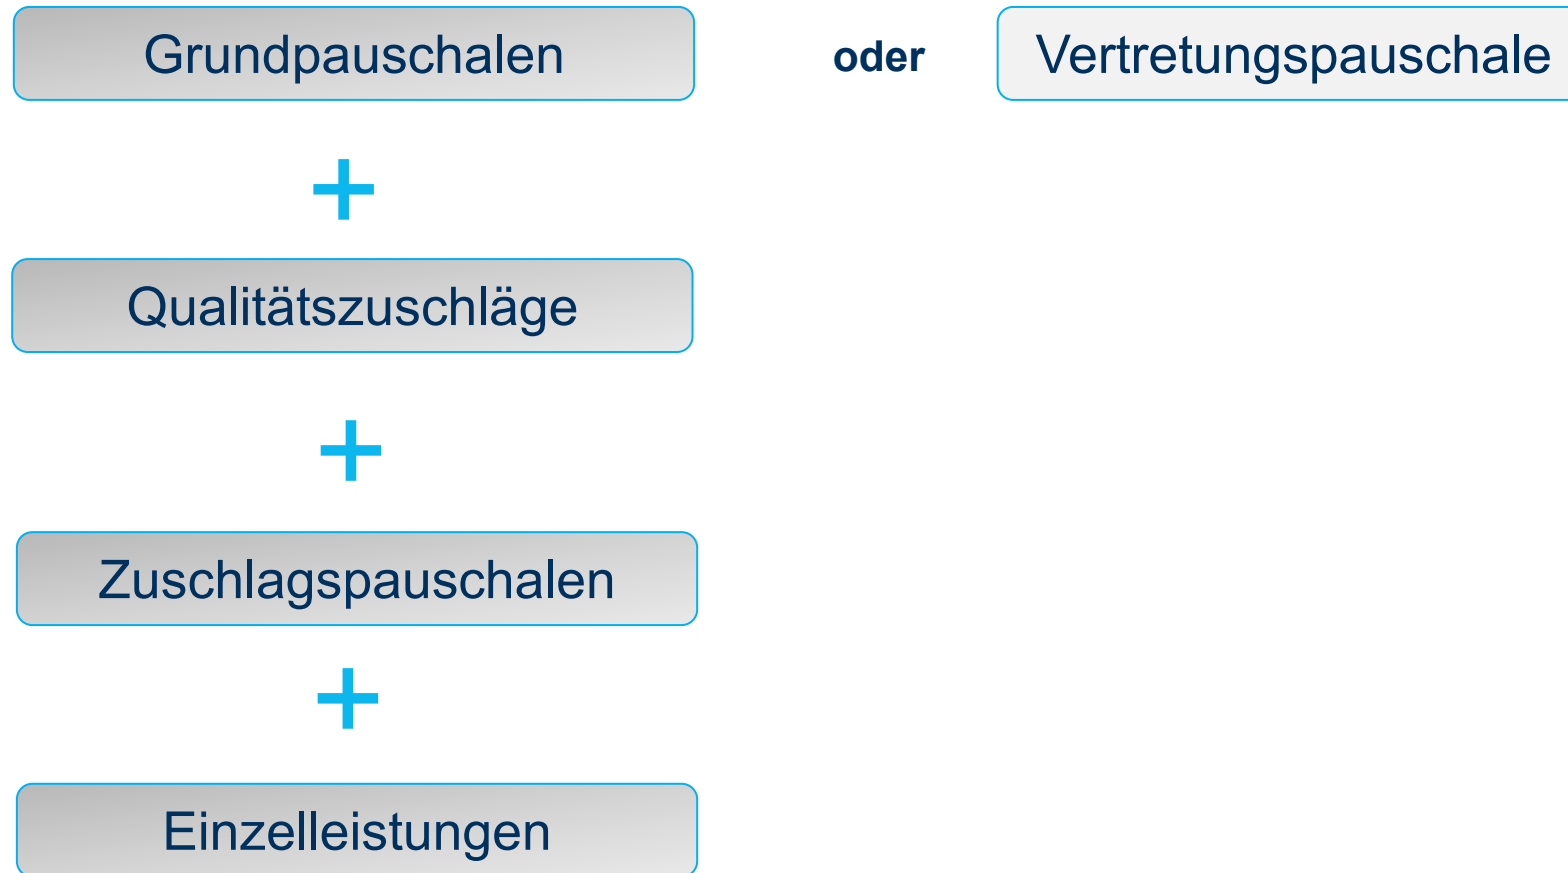 Grundpauschalen oder Vertretungspauschale
+
Qualitätszuschläge
+
Zuschlagspauschalen
+
Einzelleistungen